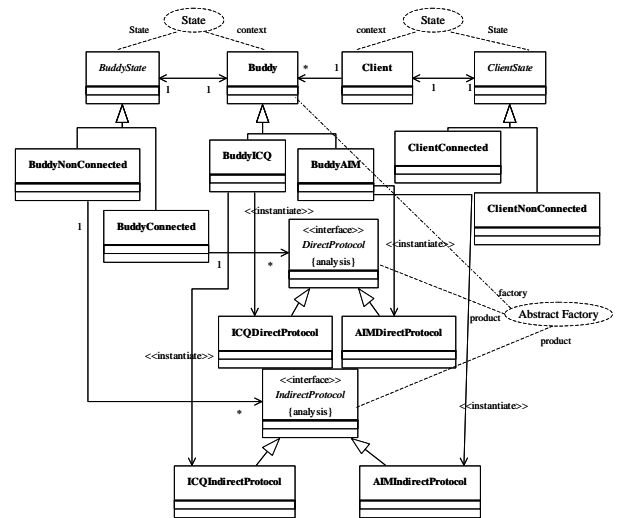 State
State
State
context
context
State
BuddyState
Buddy
Client
ClientState
1
1
*
1
1
1
BuddyNonConnected
BuddyICQ
BuddyAIM
ClientConnected
ClientNonConnected
BuddyConnected
1
<<instantiate>>
<<interface>>
DirectProtocol
{analysis}
<<instantiate>>
1
*
factory
Abstract Factory
product
product
ICQDirectProtocol
AIMDirectProtocol
<<instantiate>>
<<interface>>
IndirectProtocol
{analysis}
*
<<instantiate>>
ICQIndirectProtocol
AIMIndirectProtocol